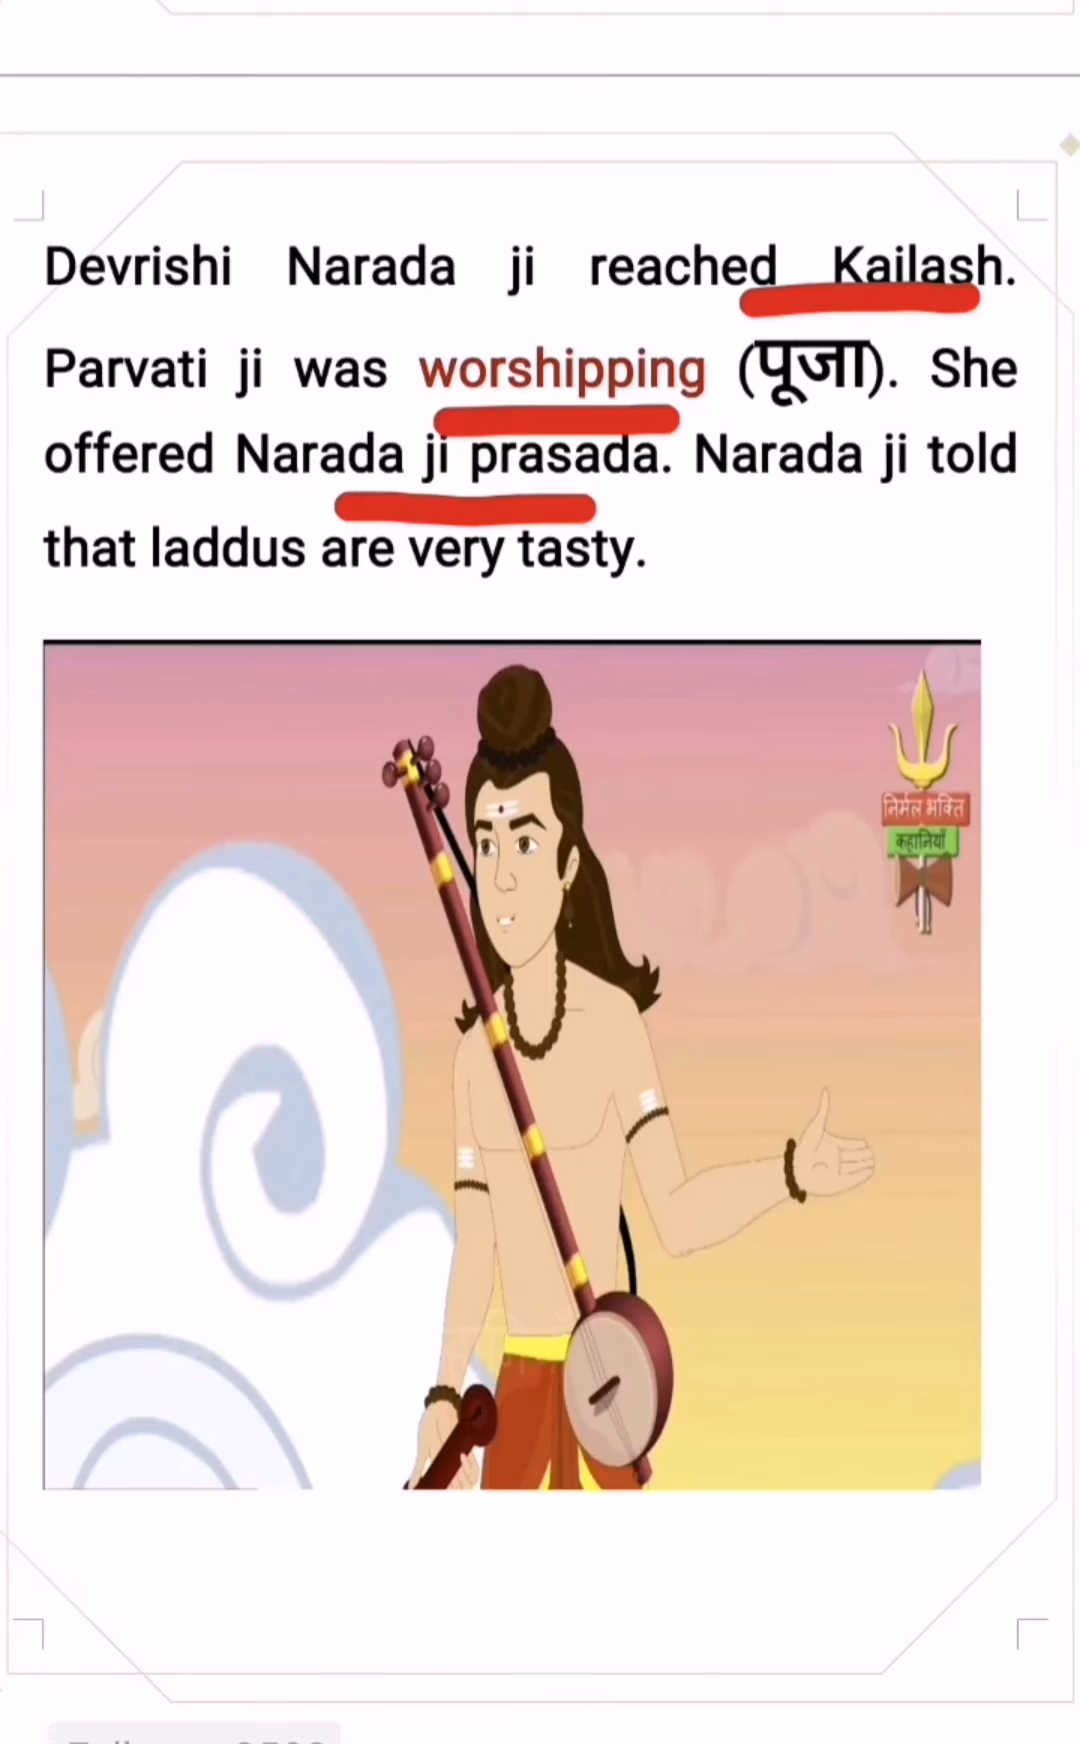 Devrishi Narada ji reached Kailash.
Parvati ji was worshipping (पूजा). She
offered Narada ji prasada. Narada ji told
that laddus are very tasty.
निर्मल भक्ति
कहानियाँ